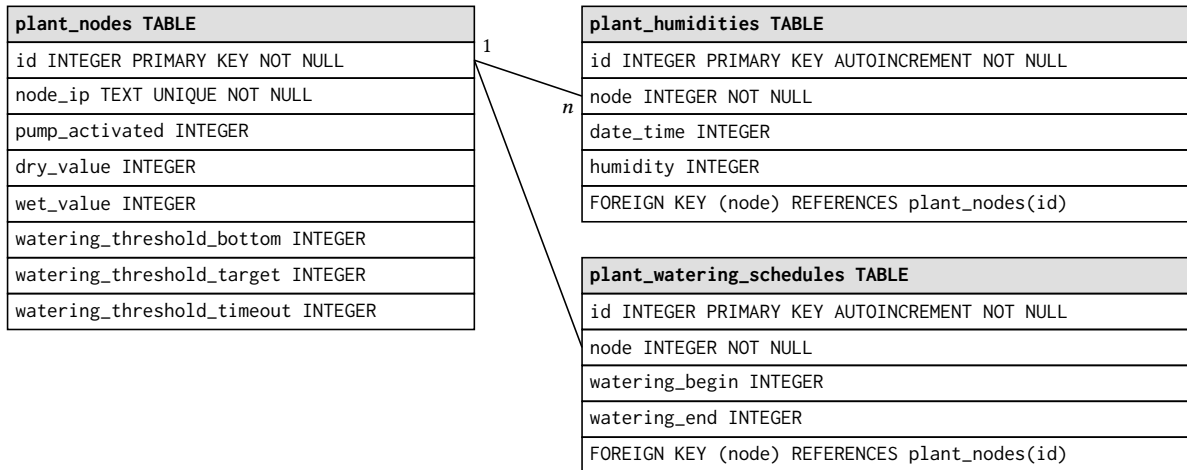 plant_nodes TABLE
id INTEGER PRIMARY KEY NOT NULL
node_ip TEXT UNIQUE NOT NULL
pump_activated INTEGER
dry_value INTEGER
wet_value INTEGER
watering_threshold_bottom INTEGER
watering_threshold_target INTEGER
watering_threshold_timeout INTEGER
1
n
plant_humidities TABLE
id INTEGER PRIMARY KEY AUTOINCREMENT NOT NULL
node INTEGER NOT NULL
date_time INTEGER
humidity INTEGER
FOREIGN KEY (node) REFERENCES plant_nodes(id)
plant_watering_schedules TABLE
id INTEGER PRIMARY KEY AUTOINCREMENT NOT NULL
node INTEGER NOT NULL
watering_begin INTEGER
watering_end INTEGER
FOREIGN KEY (node) REFERENCES plant_nodes(id)